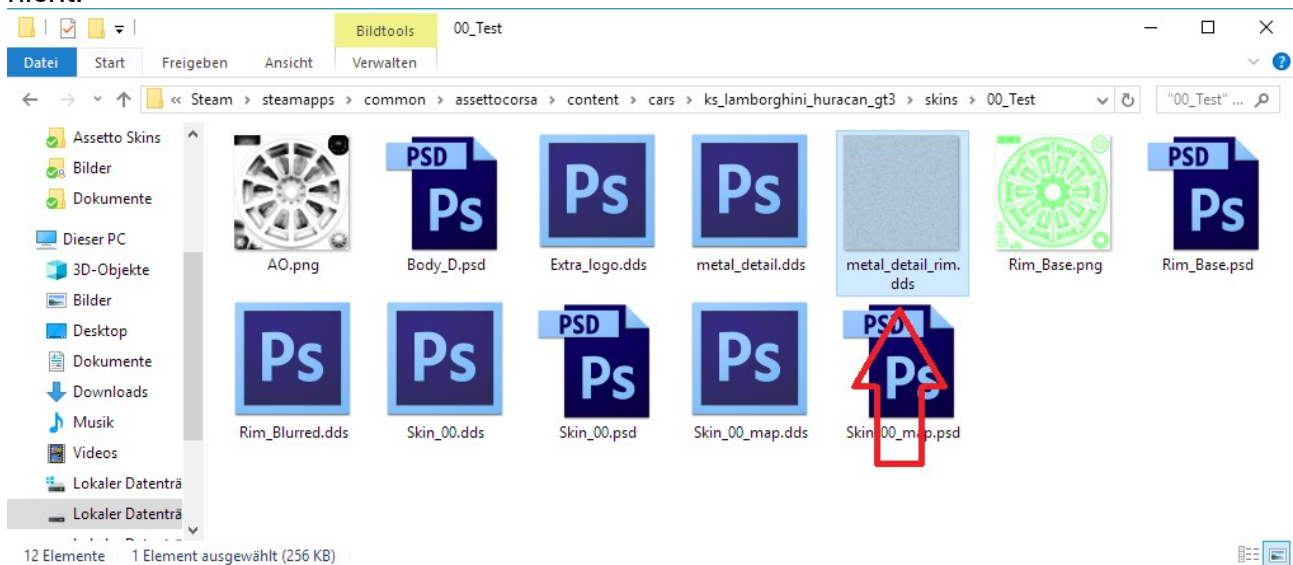 Bildtools 00_Test
Datei Start Freigeben Ansicht Verwalten
« Steam > steamapps > common > assettocorsa > content > cars > ks_lamborghini_huracan_gt3 > skins > 00_Test "00_Test" ...
Assetto Skins
Bilder
Dokumente
Dieser PC
3D-Objekte
Bilder
Desktop
Dokumente
Downloads
Musik
Videos
Lokaler Datenträ
Lokaler Datenträ
PSD Ps Ps Ps PSD Ps
AO.png Body_D.psd Extra_logo.dds metal_detail.dds metal_detail_rim. Rim_Base.png Rim_Base.psd
dds
Ps Ps PSD Ps Ps PSD Ps
Rim_Blurred.dds Skin_00.dds Skin_00.psd Skin_00_map.dds Skin_00_map.psd
12 Elemente 1 Element ausgewählt (256 KB)